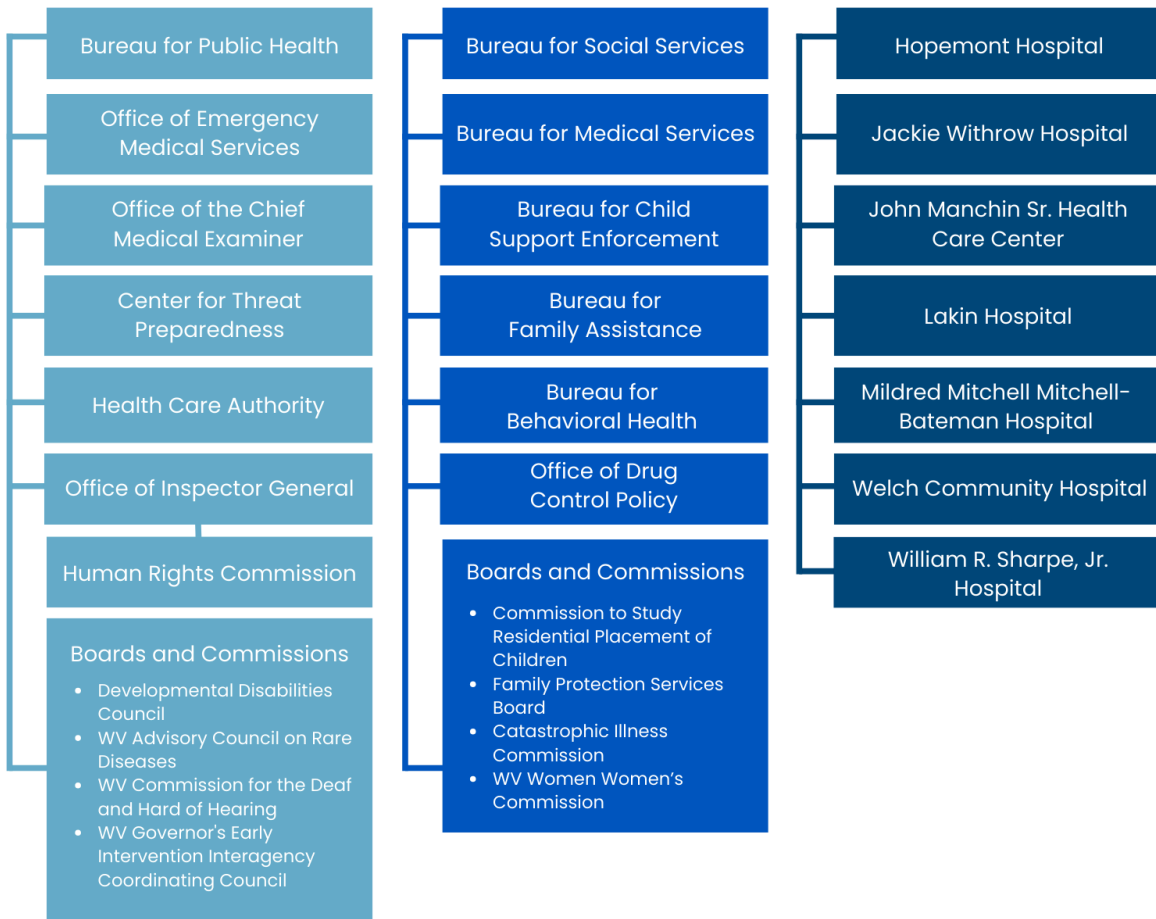 Bureau for Public Health
Office of Emergency
Medical Services
Office of the Chief
Medical Examiner
Center for Threat
Preparedness
Health Care Authority
Office of Inspector General
Human Rights Commission
Boards and Commissions
• Developmental Disabilities
Council
• WV Advisory Council on Rare
Diseases
• WV Commission for the Deaf
and Hard of Hearing
• WV Governor's Early
Intervention Interagency
Coordinating Council
Bureau for Social Services
Bureau for Medical Services
Bureau for Child
Support Enforcement
Bureau for
Family Assistance
Bureau for
Behavioral Health
Office of Drug
Control Policy
Boards and Commissions
• Commission to Study
Residential Placement of
Children
• Family Protection Services
Board
• Catastrophic Illness
Commission
• WV Women Women’s
Commission
Hopemont Hospital
Jackie Withrow Hospital
John Manchin Sr. Health
Care Center
Lakin Hospital
Mildred Mitchell Mitchell-
Bateman Hospital
Welch Community Hospital
William R. Sharpe, Jr.
Hospital